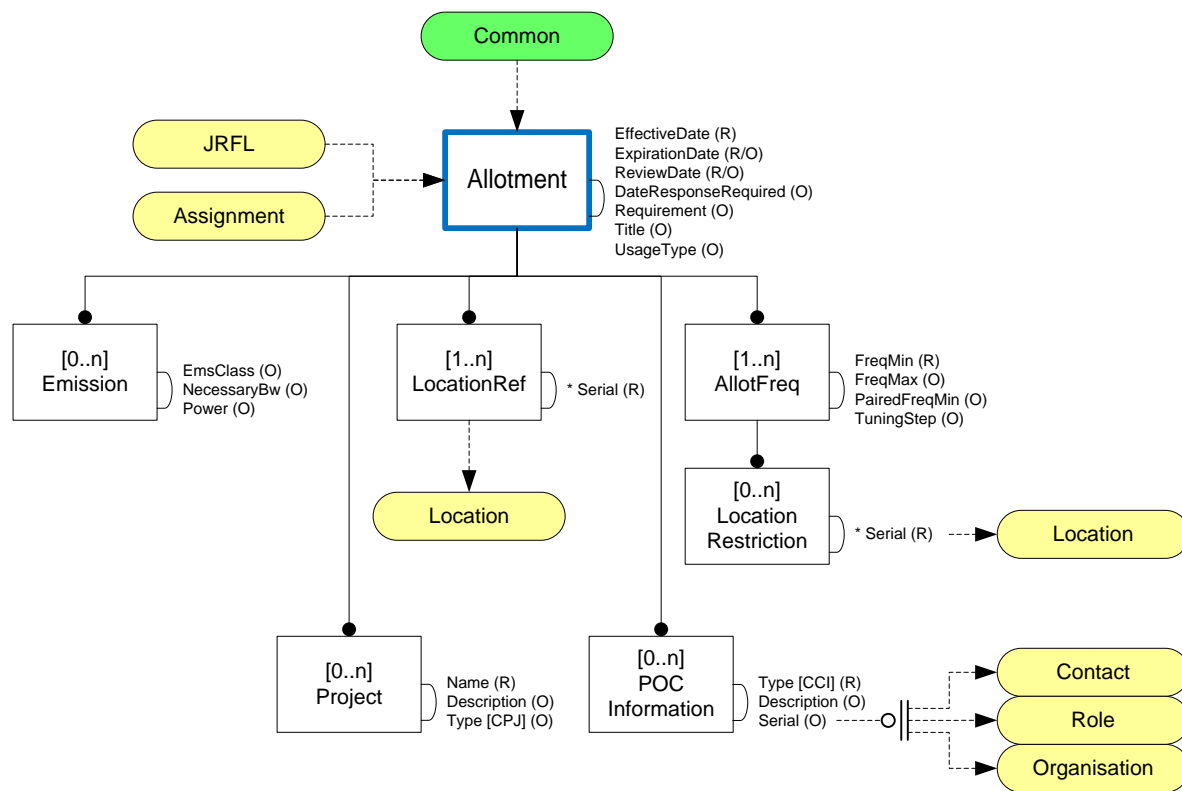 Common
JRFL
Assignment
Allotment
EffectiveDate (R)
ExpirationDate (R/O)
ReviewDate (R/O)
DateResponseRequired (O)
Requirement (O)
Title (O)
UsageType (O)
[0..n]
Emission
EmsClass (O)
NecessaryBw (O)
Power (O)
[1..n]
LocationRef
* Serial (R)
[1..n]
AllotFreq
FreqMin (R)
FreqMax (O)
PairedFreqMin (O)
TuningStep (O)
Location
[0..n]
Location
Restriction
* Serial (R)
Location
[0..n]
Project
Name (R)
Description (O)
Type [CPJ] (O)
[0..n]
POC
Information
Type [CCI] (R)
Description (O)
Serial (O)
Contact
Role
Organisation